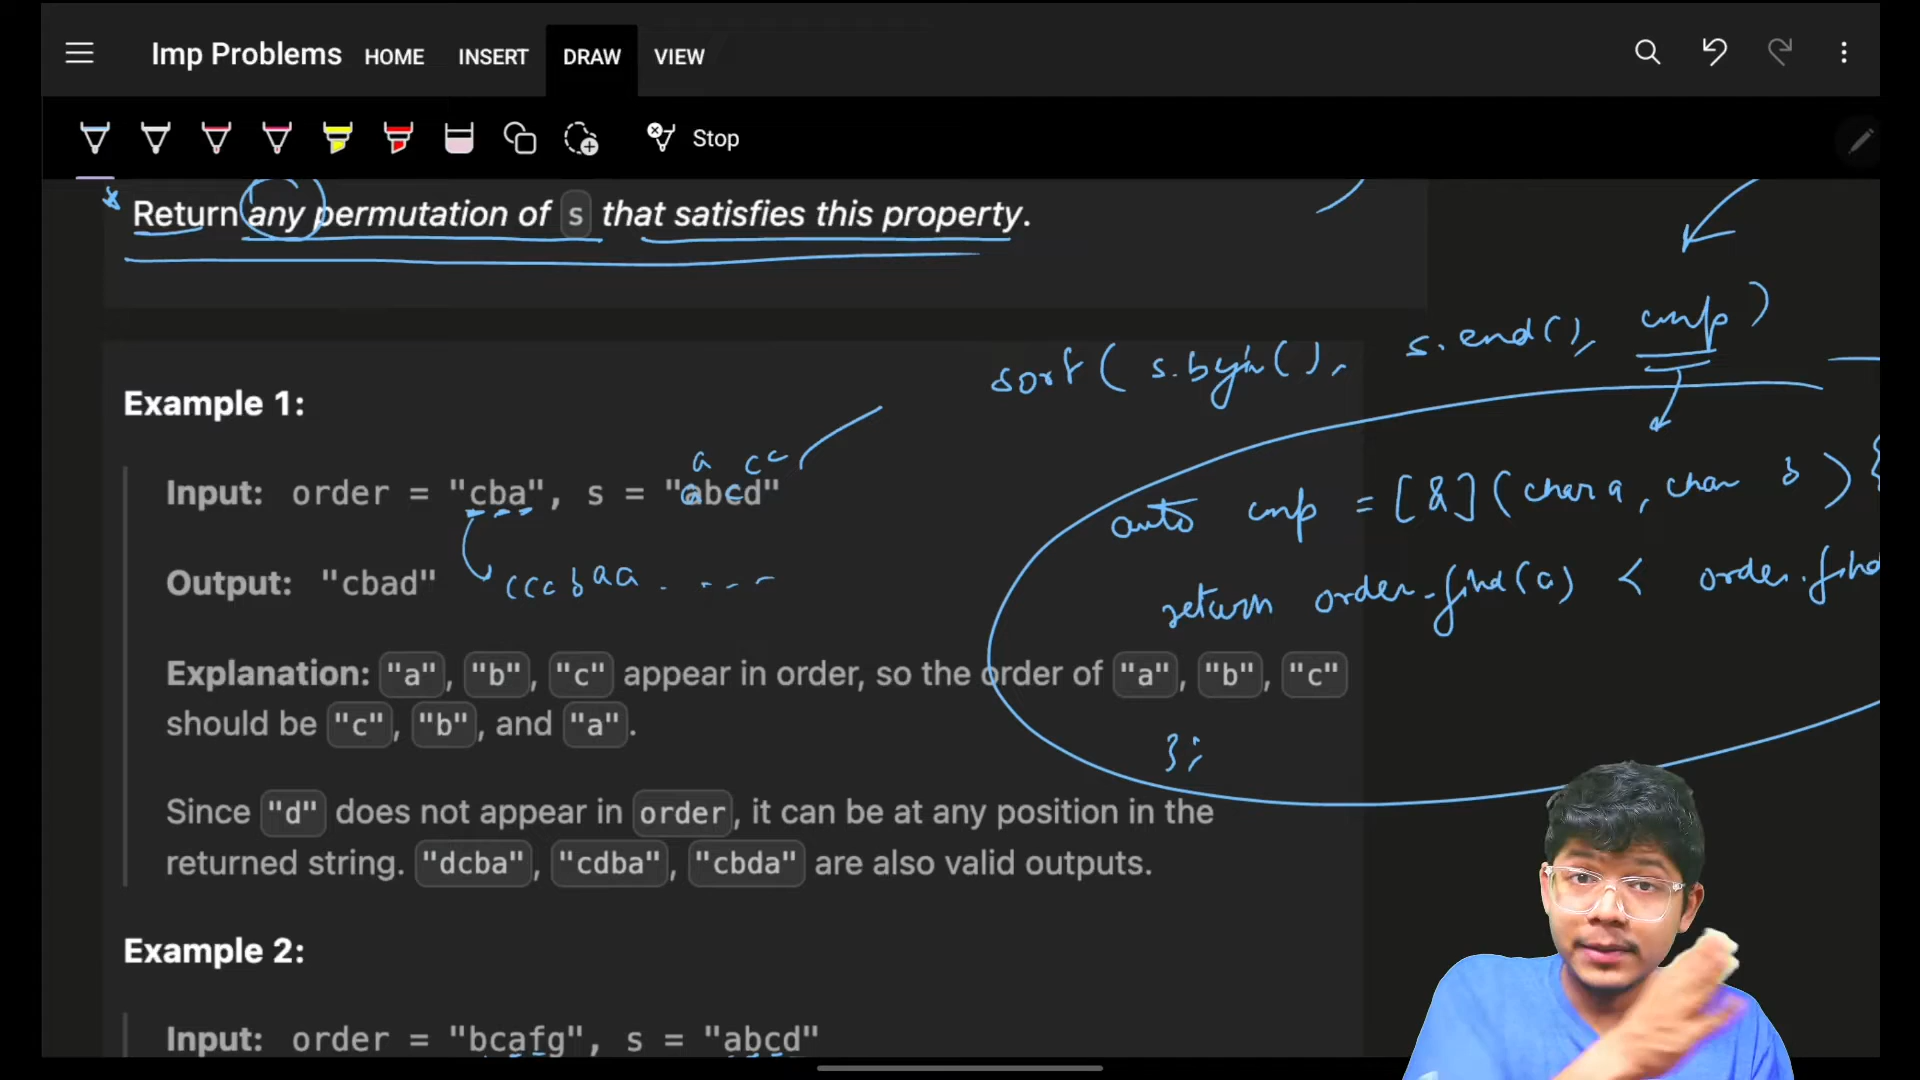 Imp Problems HOME INSERT DRAW VIEW
Stop
Return any permutation of s that satisfies this property.
sort( s.begin(), s.end(), cmp )
Example 1:
a cc
Input: order = "cba", s = "abcd"
auto cmp = [&](char a, char b) {
Output: "cbad"
cccbaa . - - -
return order.find(a) < order.find
Explanation: "a", "b", "c" appear in order, so the order of "a", "b", "c"
should be "c", "b", and "a".
};
Since "d" does not appear in order, it can be at any position in the
returned string. "dcba", "cdba", "cbda" are also valid outputs.
Example 2:
Input: order = "bcafg", s = "abcd"